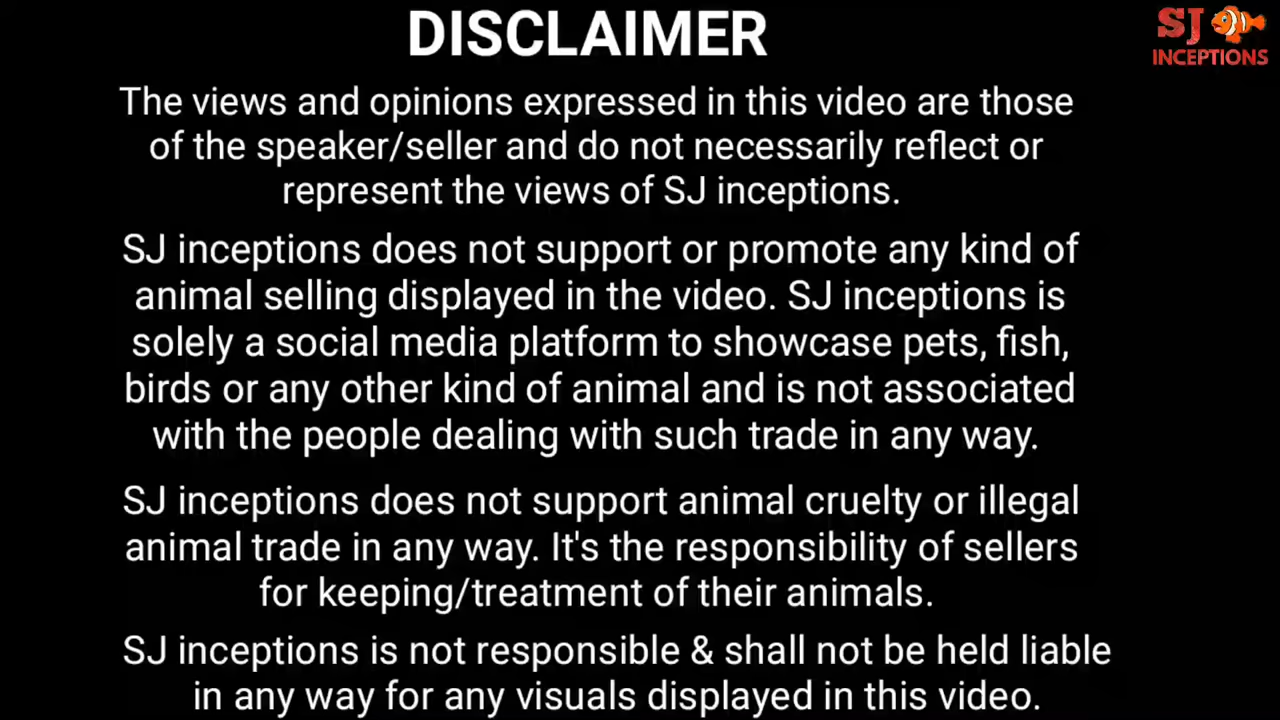 DISCLAIMER
SJ
INCEPTIONS
The views and opinions expressed in this video are those
of the speaker/seller and do not necessarily reflect or
represent the views of SJ inceptions.
SJ inceptions does not support or promote any kind of
animal selling displayed in the video. SJ inceptions is
solely a social media platform to showcase pets, fish,
birds or any other kind of animal and is not associated
with the people dealing with such trade in any way.
SJ inceptions does not support animal cruelty or illegal
animal trade in any way. It's the responsibility of sellers
for keeping/treatment of their animals.
SJ inceptions is not responsible & shall not be held liable
in any way for any visuals displayed in this video.